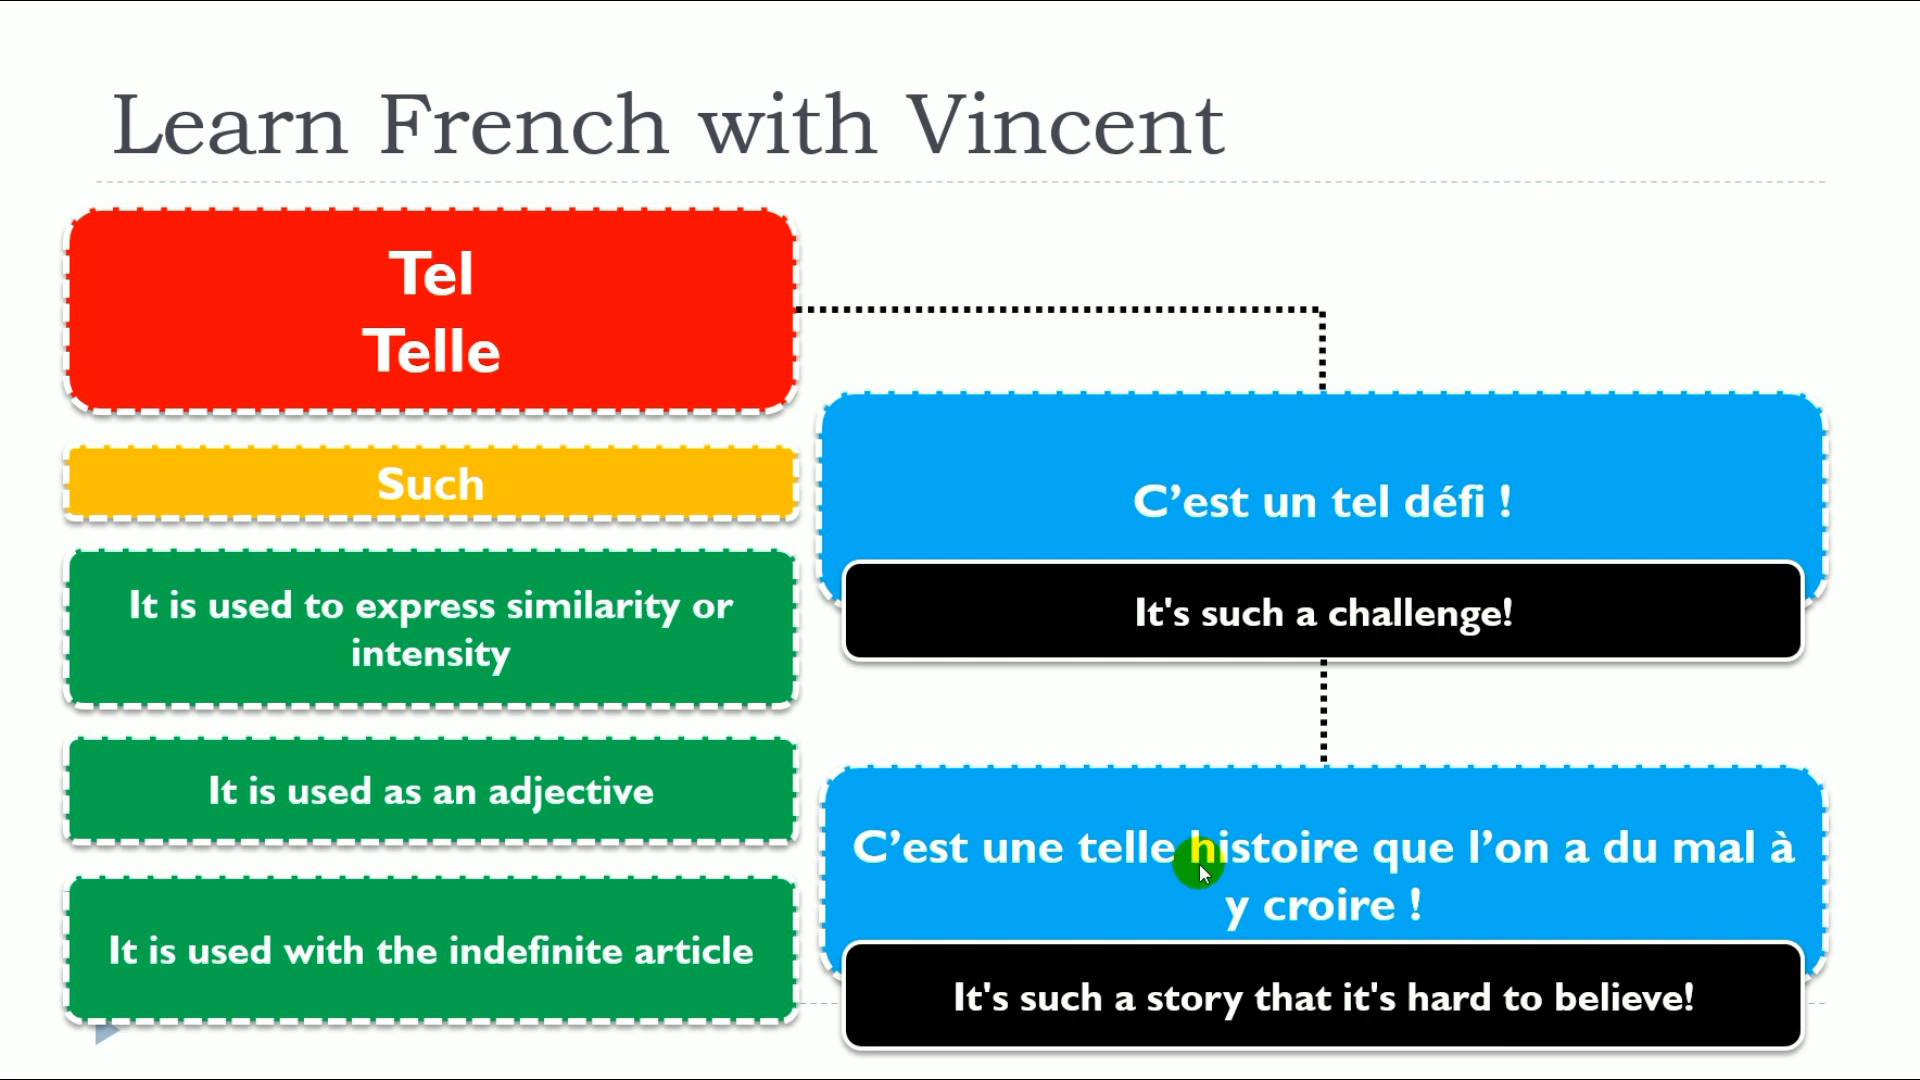 Learn French with Vincent
Tel
Telle
Such
It is used to express similarity or
intensity
It is used as an adjective
It is used with the indefinite article
C’est un tel défi !
It's such a challenge!
C’est une telle histoire que l’on a du mal à
y croire !
It's such a story that it's hard to believe!